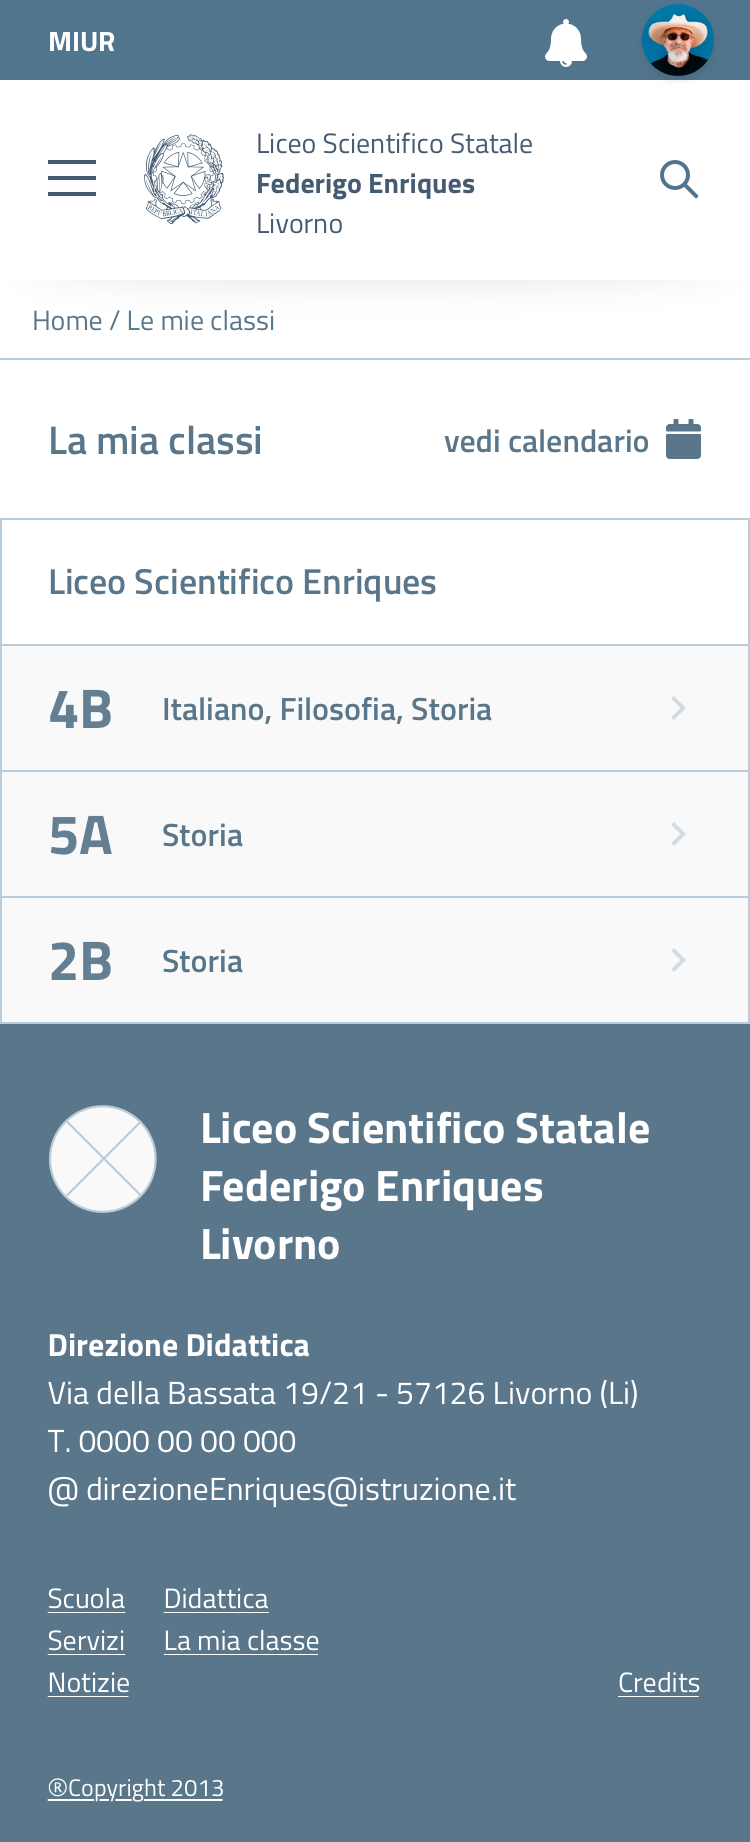 MIUR
Liceo Scientifico Statale
Federigo Enriques
Livorno
REPVBBLICA ITALIANA
Home / Le mie classi
La mia classi
vedi calendario
Liceo Scientifico Enriques
4B Italiano, Filosofia, Storia
5A Storia
2B Storia
Liceo Scientifico Statale
Federigo Enriques
Livorno
Direzione Didattica
Via della Bassata 19/21 - 57126 Livorno (Li)
T. 0000 00 00 000
@ direzioneEnriques@istruzione.it
Scuola Didattica
Servizi La mia classe
Notizie Credits
®Copyright 2013